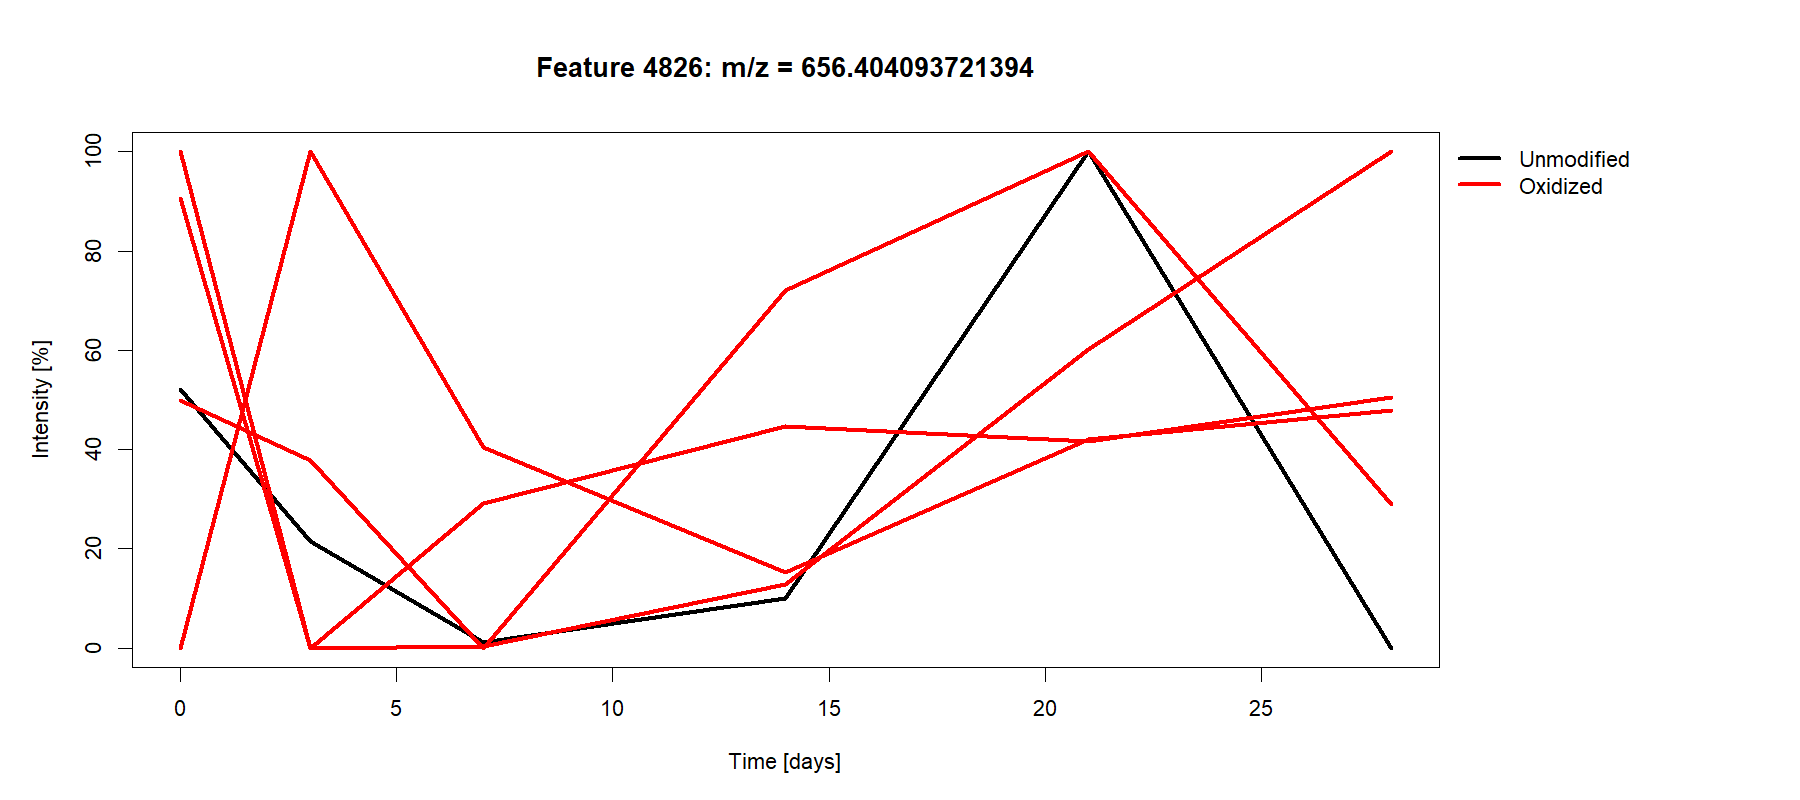 Feature 4826: m/z = 656.404093721394
Unmodified
Oxidized
Intensity [%]
100
80
60
40
20
0
0 5 10 15 20 25
Time [days]